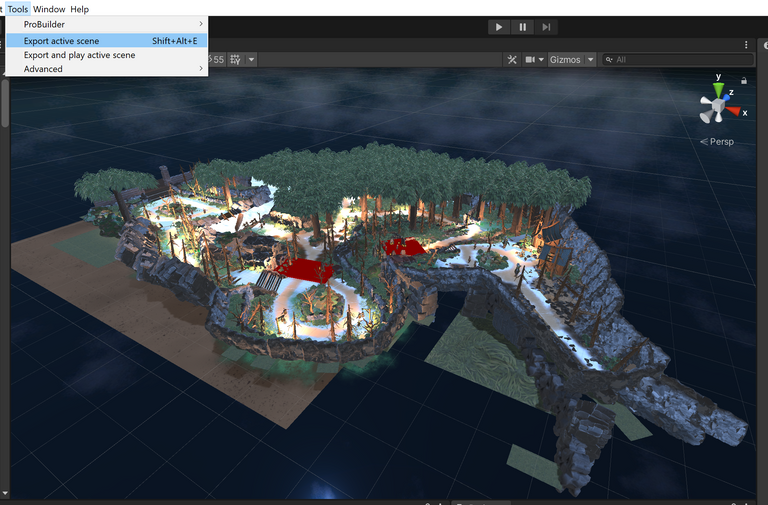 t Tools Window Help
ProBuilder
Export active scene Shift+Alt+E
Export and play active scene
Advanced
55
Gizmos
All
y
z
x
Persp